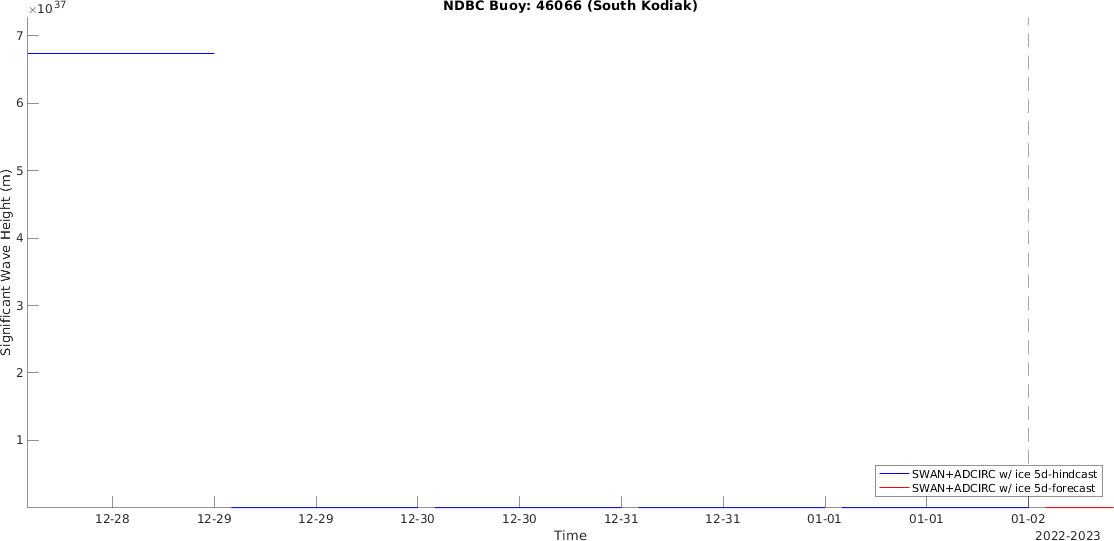 NDBC Buoy: 46066 (South Kodiak)
×10^37
7
6
5
4
3
2
1
Significant Wave Height (m)
SWAN+ADCIRC w/ ice 5d-hindcast
SWAN+ADCIRC w/ ice 5d-forecast
12-28 12-29 12-29 12-30 12-30 12-31 12-31 01-01 01-01 01-02
Time
2022-2023